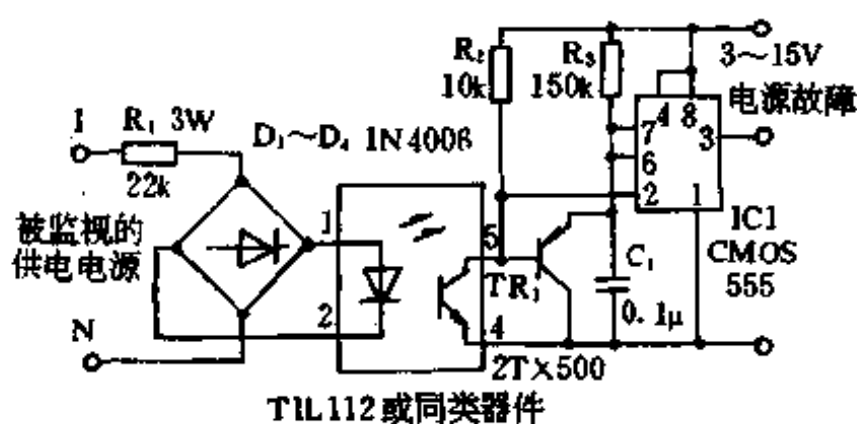 R₂
10k
R₃
150k
3～15V
电源故障
4
8
7
3
6
2
1
I
R₁ 3W
22k
D₁～D₄ 1N4006
被监视的
供电电源
1
2
5
4
TR₁
C₁
0.1μ
IC1
CMOS
555
N
2TX500
TIL112或同类器件